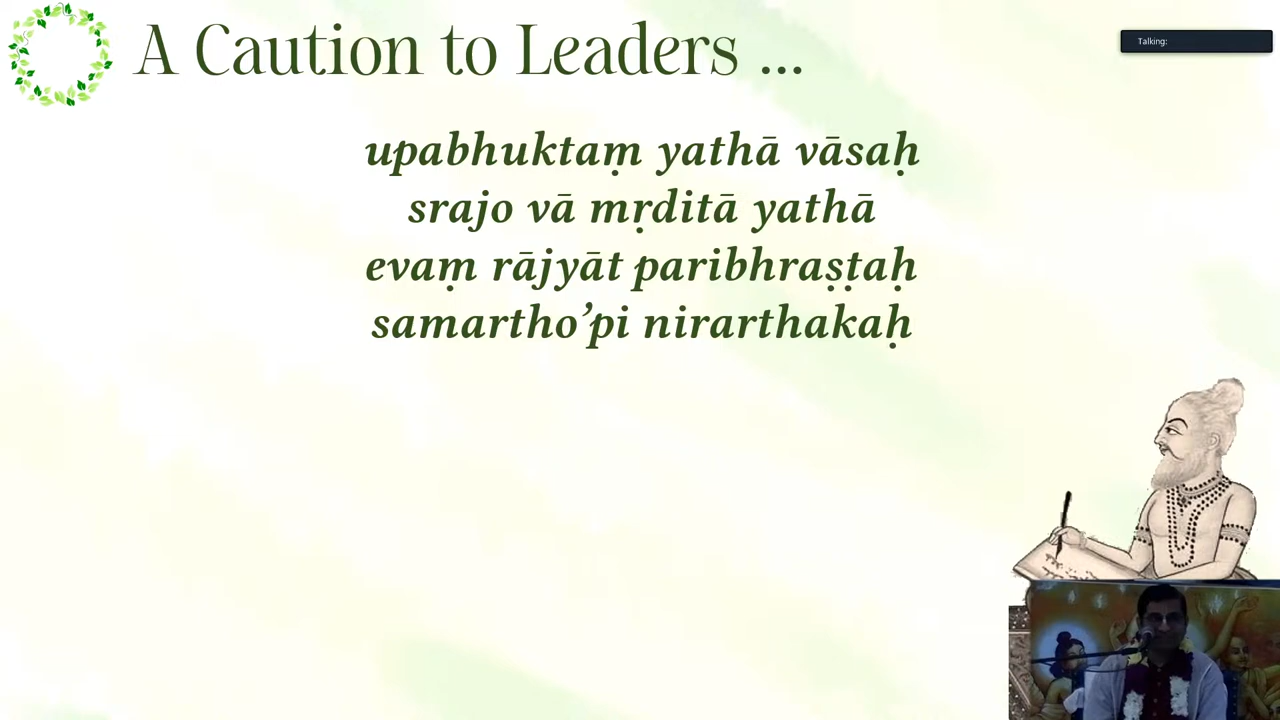 A Caution to Leaders ...
Talking:
upabhuktaṃ yathā vāsaḥ
srajo vā mṛditā yathā
evaṃ rājyāt paribhraṣṭaḥ
samartho’pi nirarthakaḥ